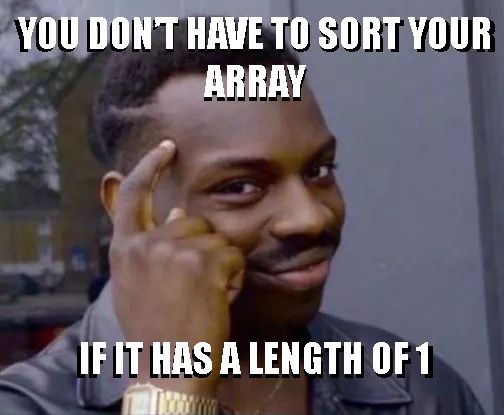 YOU DON'T HAVE TO SORT YOUR
ARRAY
IF IT HAS A LENGTH OF 1